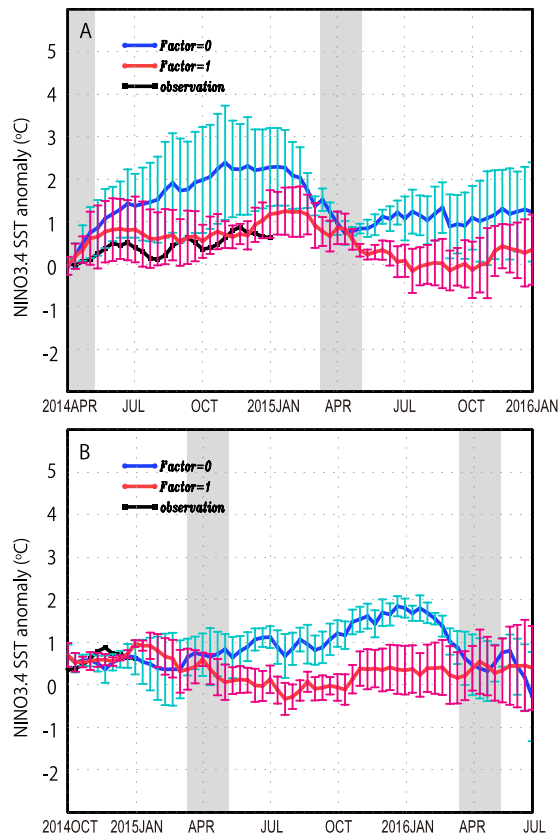 A
Factor=0
Factor=1
observation
NINO3.4 SST anomaly (ºC)
5
4
3
2
1
0
-1
-2
2014APR JUL OCT 2015JAN APR JUL OCT 2016JAN
B
Factor=0
Factor=1
observation
NINO3.4 SST anomaly (ºC)
5
4
3
2
1
0
-1
-2
2014OCT 2015JAN APR JUL OCT 2016JAN APR JUL